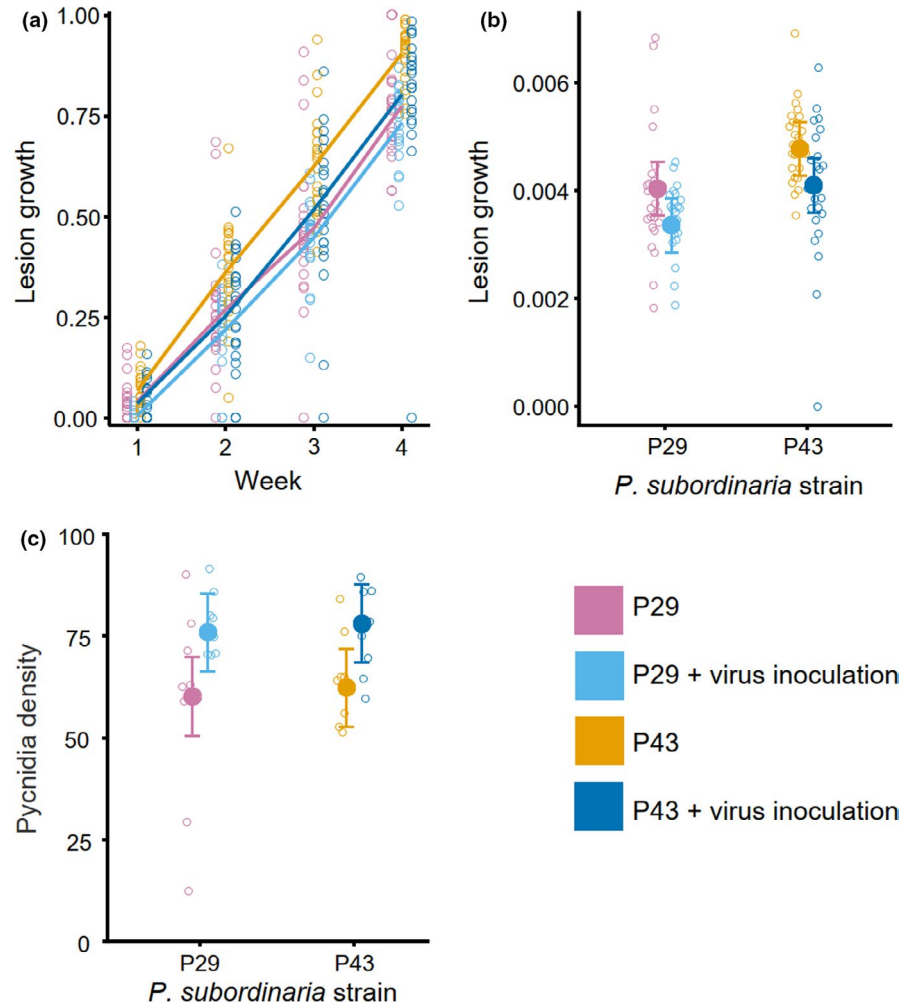 (a)
1.00
0.75
0.50
0.25
0.00
Lesion growth
1 2 3 4
Week
(b)
0.006
0.004
0.002
0.000
Lesion growth
P29 P43
P. subordinaria strain
(c)
100
75
50
25
0
Pycnidia density
P29 P43
P. subordinaria strain
P29
P29 + virus inoculation
P43
P43 + virus inoculation